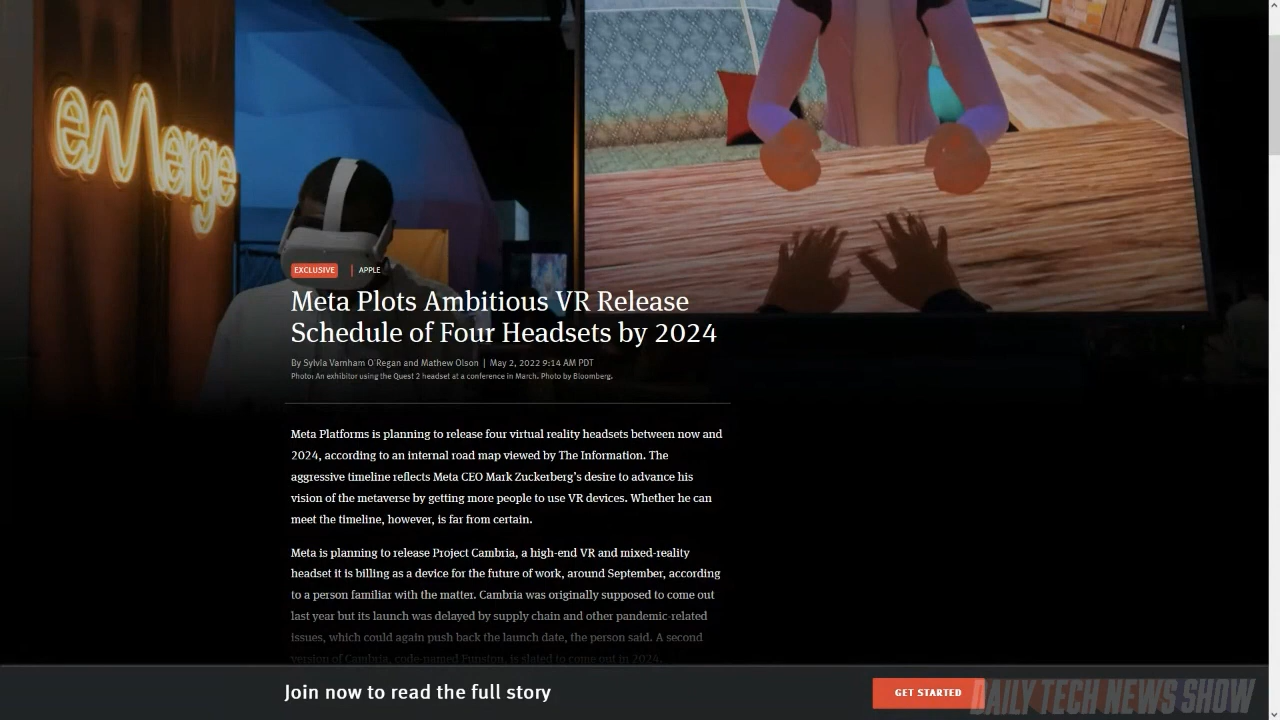 emerge
EXCLUSIVE | APPLE
Meta Plots Ambitious VR Release
Schedule of Four Headsets by 2024
By Sylvia Varnham O'Regan and Mathew Olson | May 2, 2022 9:14 AM PDT
Photo: An exhibitor using the Quest 2 headset at a conference in March. Photo by Bloomberg.
Meta Platforms is planning to release four virtual reality headsets between now and
2024, according to an internal road map viewed by The Information. The
aggressive timeline reflects Meta CEO Mark Zuckerberg's desire to advance his
vision of the metaverse by getting more people to use VR devices. Whether he can
meet the timeline, however, is far from certain.
Meta is planning to release Project Cambria, a high-end VR and mixed-reality
headset it is billing as a device for the future of work, around September, according
to a person familiar with the matter. Cambria was originally supposed to come out
last year but its launch was delayed by supply chain and other pandemic-related
issues, which could again push back the launch date, the person said. A second
version of Cambria, code-named Funston, is slated to come out in 2024.
Join now to read the full story
GET STARTED
DAILY TECH NEWS SHOW